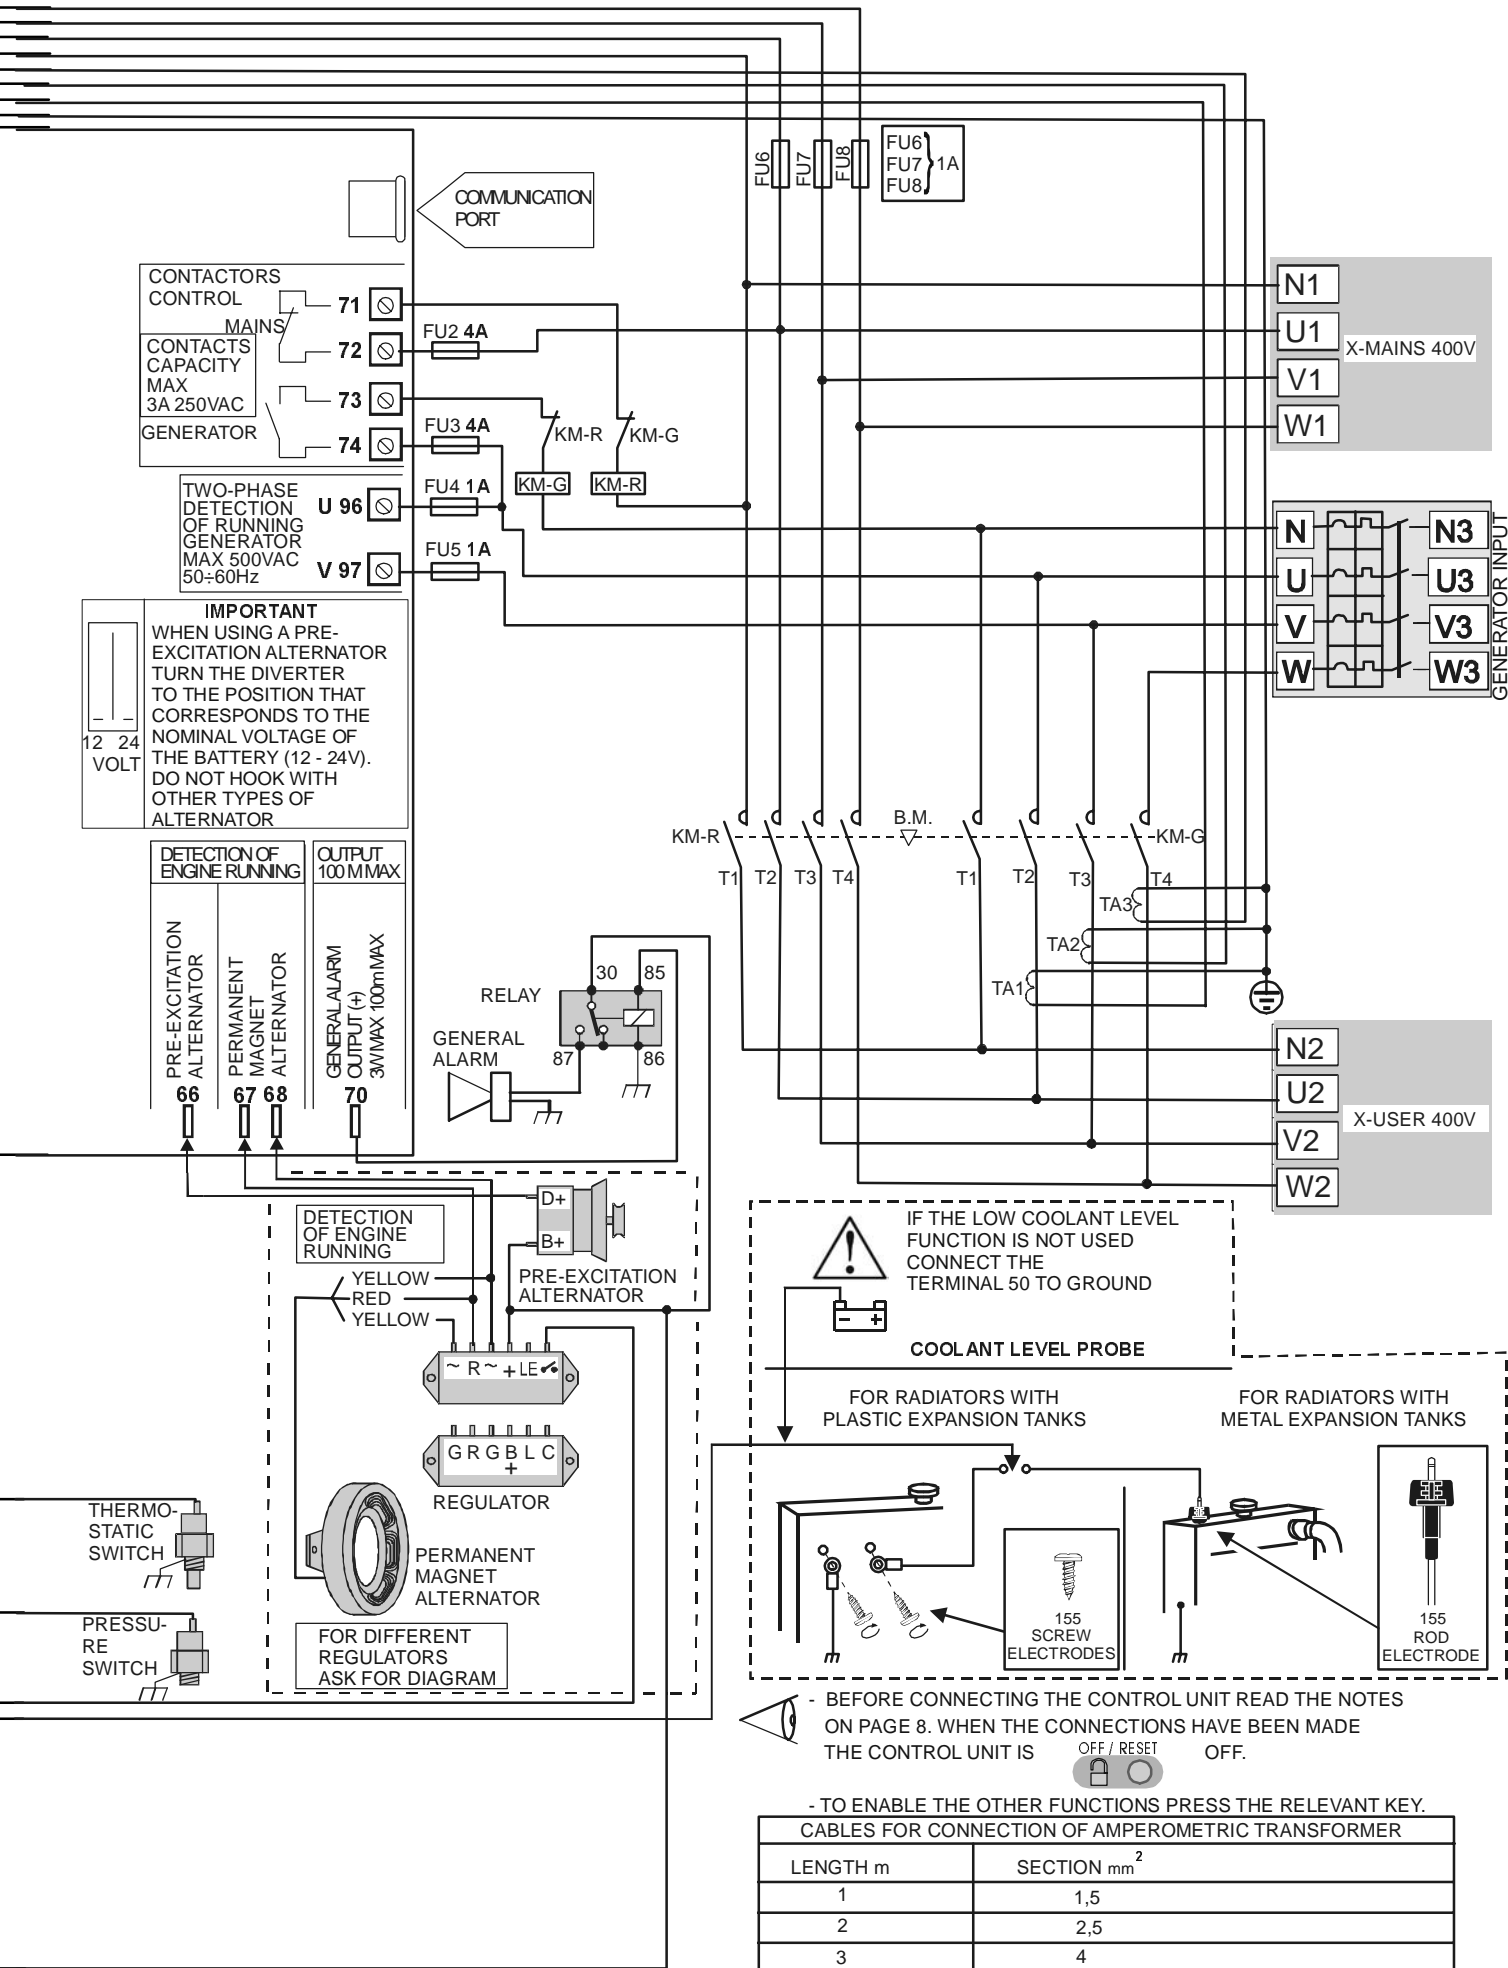 FU6
FU7
FU8
FU6
FU7
FU8
1A
COMMUNICATION
PORT
CONTACTORS
CONTROL
MAINS
71
72
CONTACTS
CAPACITY
MAX
3A 250VAC
73
74
GENERATOR
FU2 4A
FU3 4A
FU4 1A
FU5 1A
KM-R
KM-G
KM-G
KM-R
TWO-PHASE
DETECTION
OF RUNNING
GENERATOR
MAX 500VAC
50÷60Hz
U 96
V 97
N1
U1
V1
W1
X-MAINS 400V
N
U
V
W
N3
U3
V3
W3
GENERATOR INPUT
12 24
VOLT
IMPORTANT
WHEN USING A PRE-
EXCITATION ALTERNATOR
TURN THE DIVERTER
TO THE POSITION THAT
CORRESPONDS TO THE
NOMINAL VOLTAGE OF
THE BATTERY (12 - 24V).
DO NOT HOOK WITH
OTHER TYPES OF
ALTERNATOR
DETECTION OF
ENGINE RUNNING
OUTPUT
100 M MAX
PRE-EXCITATION
ALTERNATOR
PERMANENT
MAGNET
ALTERNATOR
GENERAL ALARM
OUTPUT (+)
3W MAX 100m MAX
66
67 68
70
KM-R
B.M.
KM-G
T1
T2
T3
T4
T1
T2
T3
T4
TA3
TA2
TA1
30
85
RELAY
87
86
GENERAL
ALARM
N2
U2
V2
W2
X-USER 400V
DETECTION
OF ENGINE
RUNNING
D+
B+
PRE-EXCITATION
ALTERNATOR
YELLOW
RED
YELLOW
~ R ~ + LE
G R G B L C
+
REGULATOR
PERMANENT
MAGNET
ALTERNATOR
FOR DIFFERENT
REGULATORS
ASK FOR DIAGRAM
THERMO-
STATIC
SWITCH
PRESSU-
RE
SWITCH
!
IF THE LOW COOLANT LEVEL
FUNCTION IS NOT USED
CONNECT THE
TERMINAL 50 TO GROUND
- +
COOLANT LEVEL PROBE
FOR RADIATORS WITH
PLASTIC EXPANSION TANKS
FOR RADIATORS WITH
METAL EXPANSION TANKS
155
SCREW
ELECTRODES
155
ROD
ELECTRODE
- BEFORE CONNECTING THE CONTROL UNIT READ THE NOTES
ON PAGE 8. WHEN THE CONNECTIONS HAVE BEEN MADE
THE CONTROL UNIT IS OFF / RESET OFF.
- TO ENABLE THE OTHER FUNCTIONS PRESS THE RELEVANT KEY.
CABLES FOR CONNECTION OF AMPEROMETRIC TRANSFORMER
LENGTH m SECTION mm²
1 1,5
2 2,5
3 4